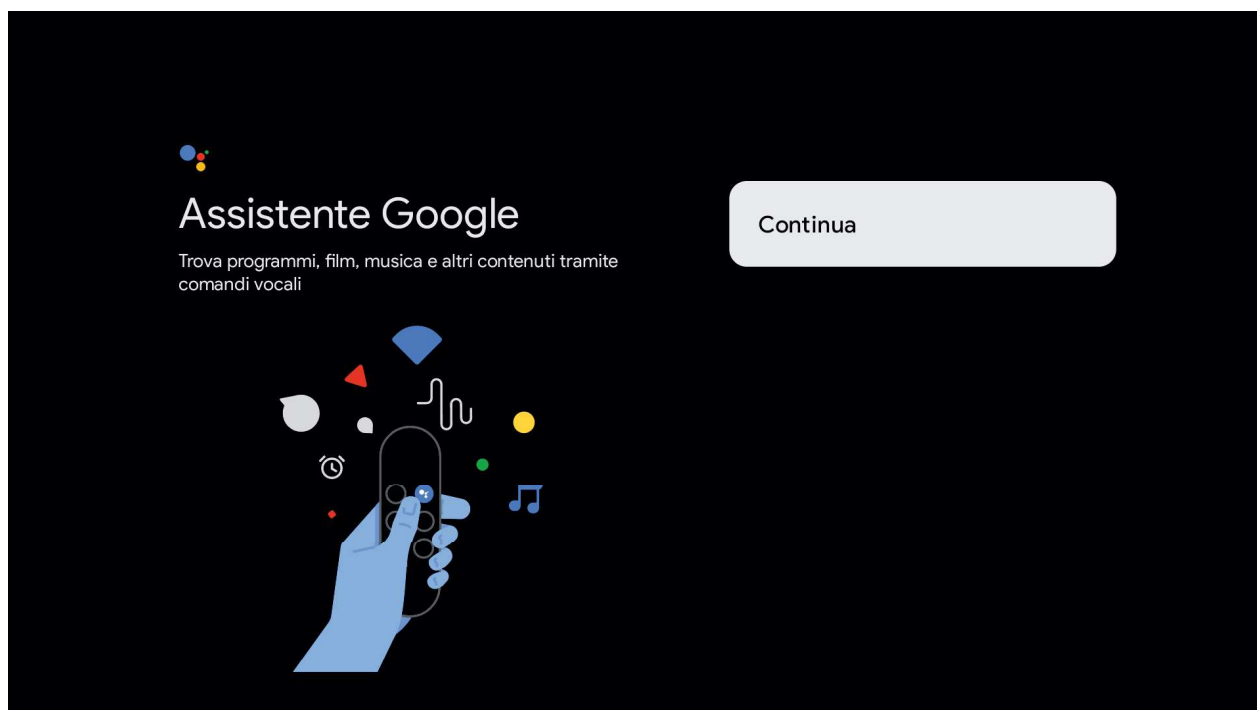 Assistente Google
Trova programmi, film, musica e altri contenuti tramite
comandi vocali
Continua